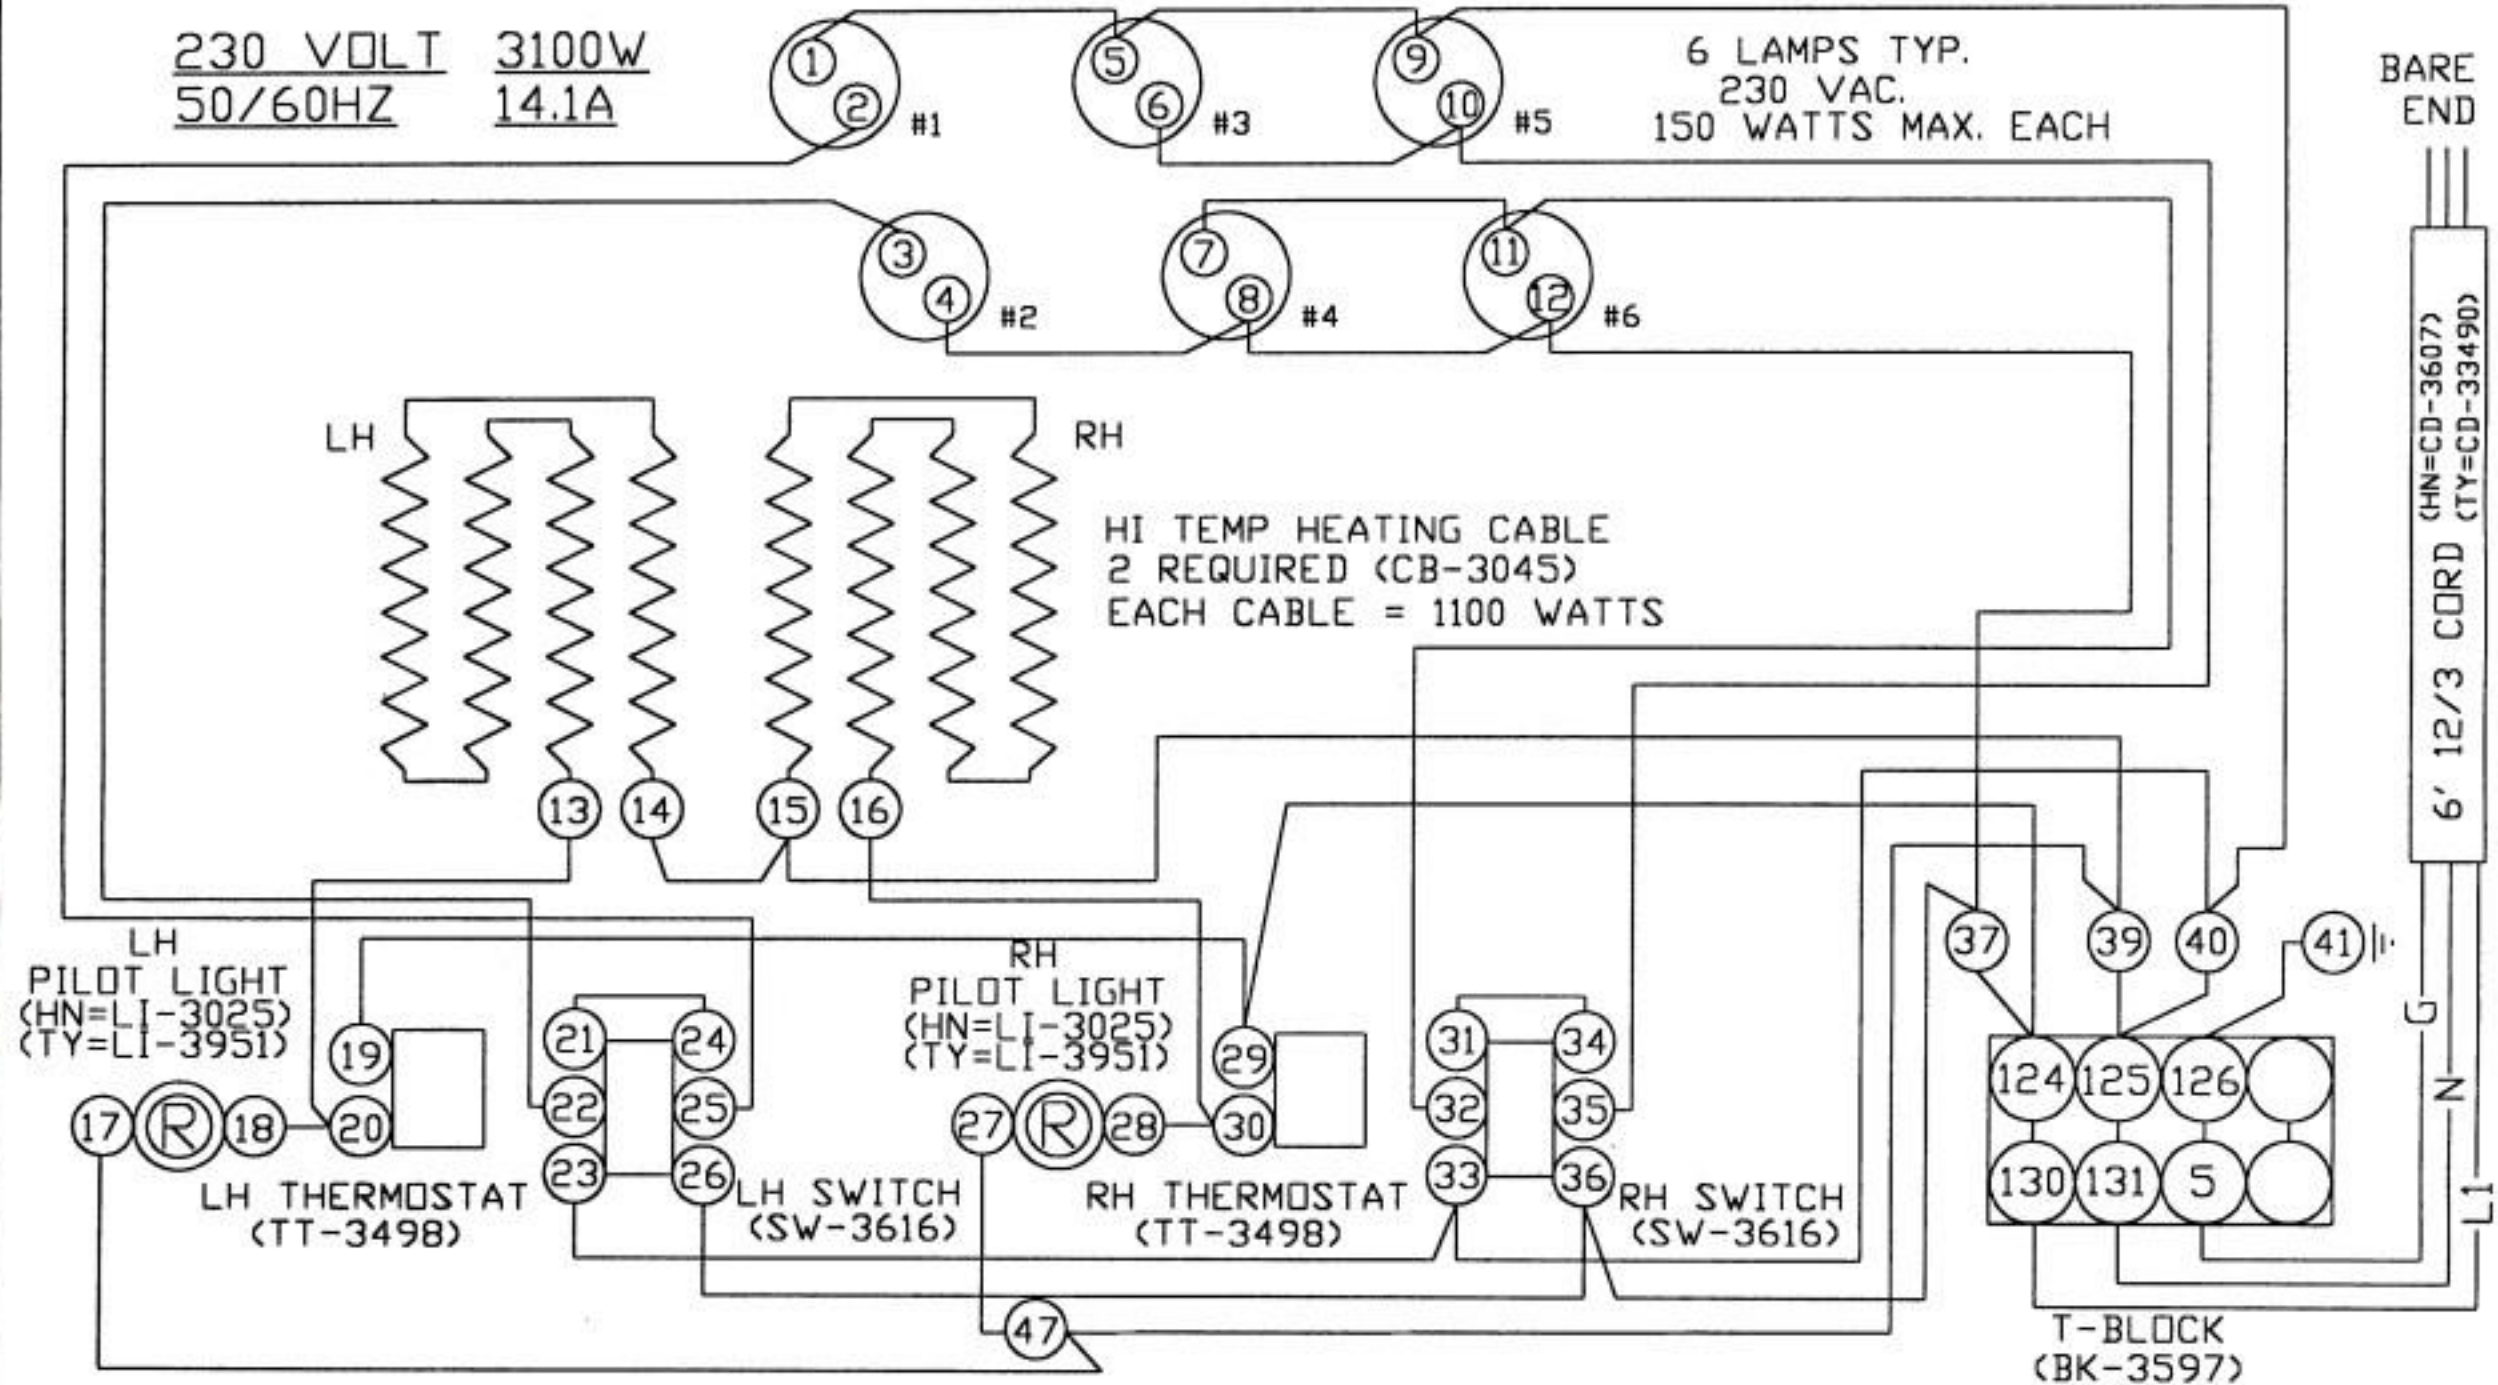 230 VOLT 3100W
50/60HZ 14.1A
1
2
#1
5
6
#3
9
10
#5
6 LAMPS TYP.
230 VAC.
150 WATTS MAX. EACH
BARE
END
3
4
#2
7
8
#4
11
12
#6
LH
RH
HI TEMP HEATING CABLE
2 REQUIRED (CB-3045)
EACH CABLE = 1100 WATTS
6' 12/3 CORD (HN=CD-3607)
(TY=CD-33490)
13
14
15
16
LH
PILOT LIGHT
(HN=LI-3025)
(TY=LI-3951)
17
R
18
19
20
LH THERMOSTAT
(TT-3498)
21
22
23
24
25
26
LH SWITCH
(SW-3616)
RH
PILOT LIGHT
(HN=LI-3025)
(TY=LI-3951)
27
R
28
29
30
RH THERMOSTAT
(TT-3498)
31
32
33
34
35
36
RH SWITCH
(SW-3616)
37
39
40
41
124
125
126
130
131
5
G
N
L1
47
T-BLOCK
(BK-3597)